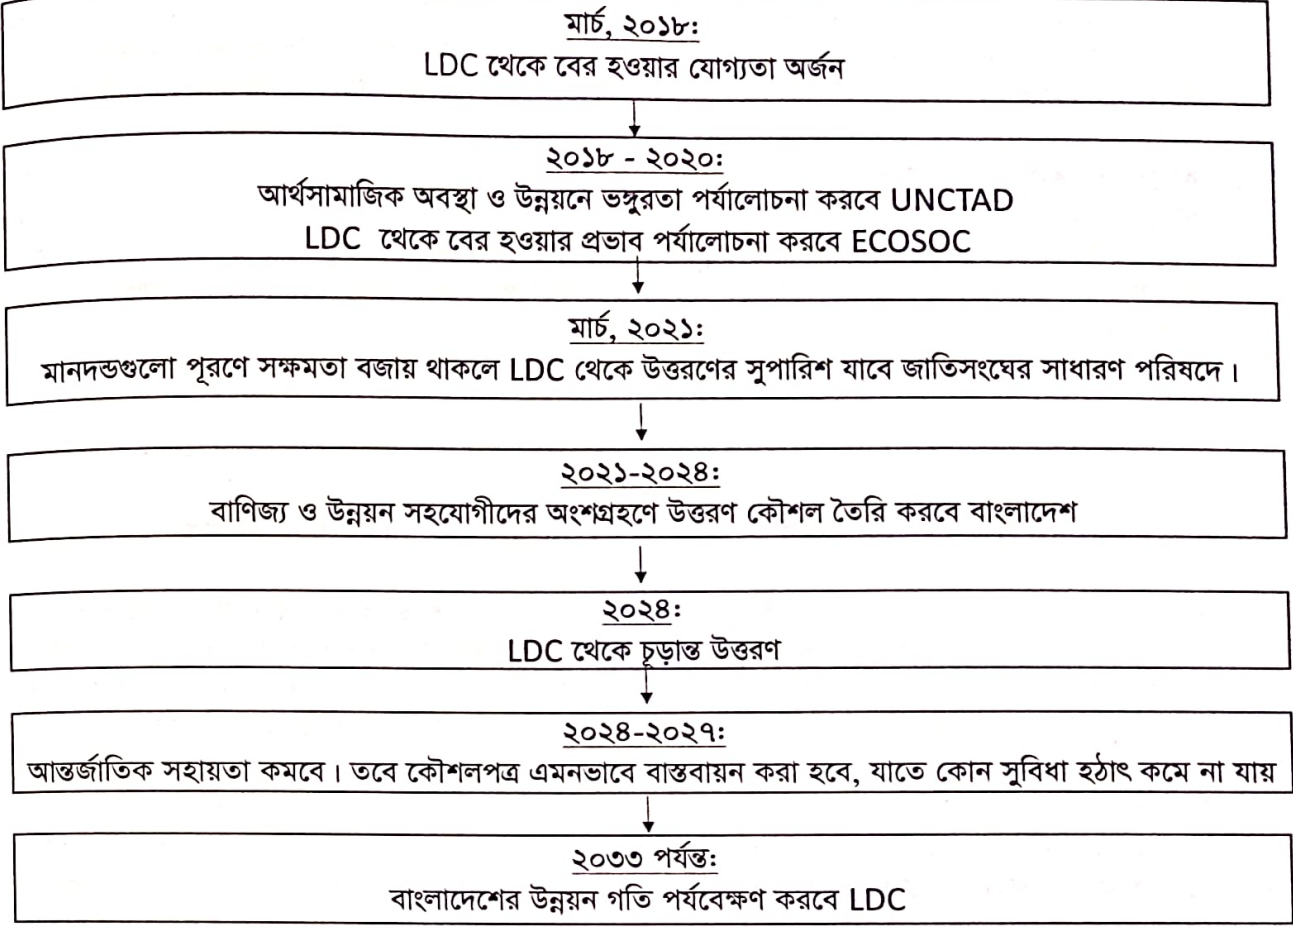 মার্চ, ২০১৮:
LDC থেকে বের হওয়ার যোগ্যতা অর্জন
২০১৮ - ২০২০:
আর্থসামাজিক অবস্থা ও উন্নয়নে ভঙ্গুরতা পর্যালোচনা করবে UNCTAD
LDC থেকে বের হওয়ার প্রভাব পর্যালোচনা করবে ECOSOC
মার্চ, ২০২১:
মানদন্ডগুলো পূরণে সক্ষমতা বজায় থাকলে LDC থেকে উত্তরণের সুপারিশ যাবে জাতিসংঘের সাধারণ পরিষদে।
২০২১-২০২৪:
বাণিজ্য ও উন্নয়ন সহযোগীদের অংশগ্রহণে উত্তরণ কৌশল তৈরি করবে বাংলাদেশ
২০২৪:
LDC থেকে চূড়ান্ত উত্তরণ
২০২৪-২০২৭:
আন্তর্জাতিক সহায়তা কমবে। তবে কৌশলপত্র এমনভাবে বাস্তবায়ন করা হবে, যাতে কোন সুবিধা হঠাৎ কমে না যায়
২০৩৩ পর্যন্ত:
বাংলাদেশের উন্নয়ন গতি পর্যবেক্ষণ করবে LDC